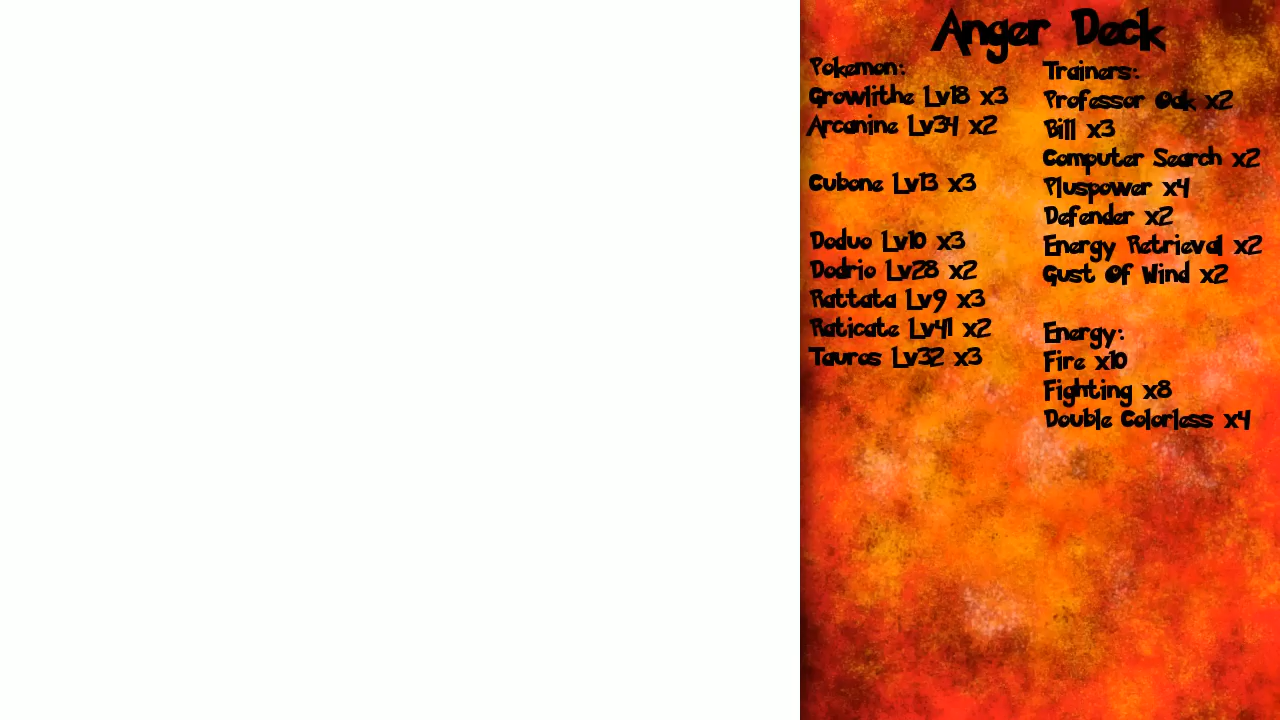 Anger Deck
Pokemon:
Growlithe Lv18 x3
Arcanine Lv34 x2
Cubone Lv13 x3
Doduo Lv10 x3
Dodrio Lv28 x2
Rattata Lv9 x3
Raticate Lv41 x2
Tauros Lv32 x3
Trainers:
Professor Oak x2
Bill x3
Computer Search x2
Pluspower x4
Defender x2
Energy Retrieval x2
Gust Of Wind x2
Energy:
Fire x10
Fighting x8
Double Colorless x4